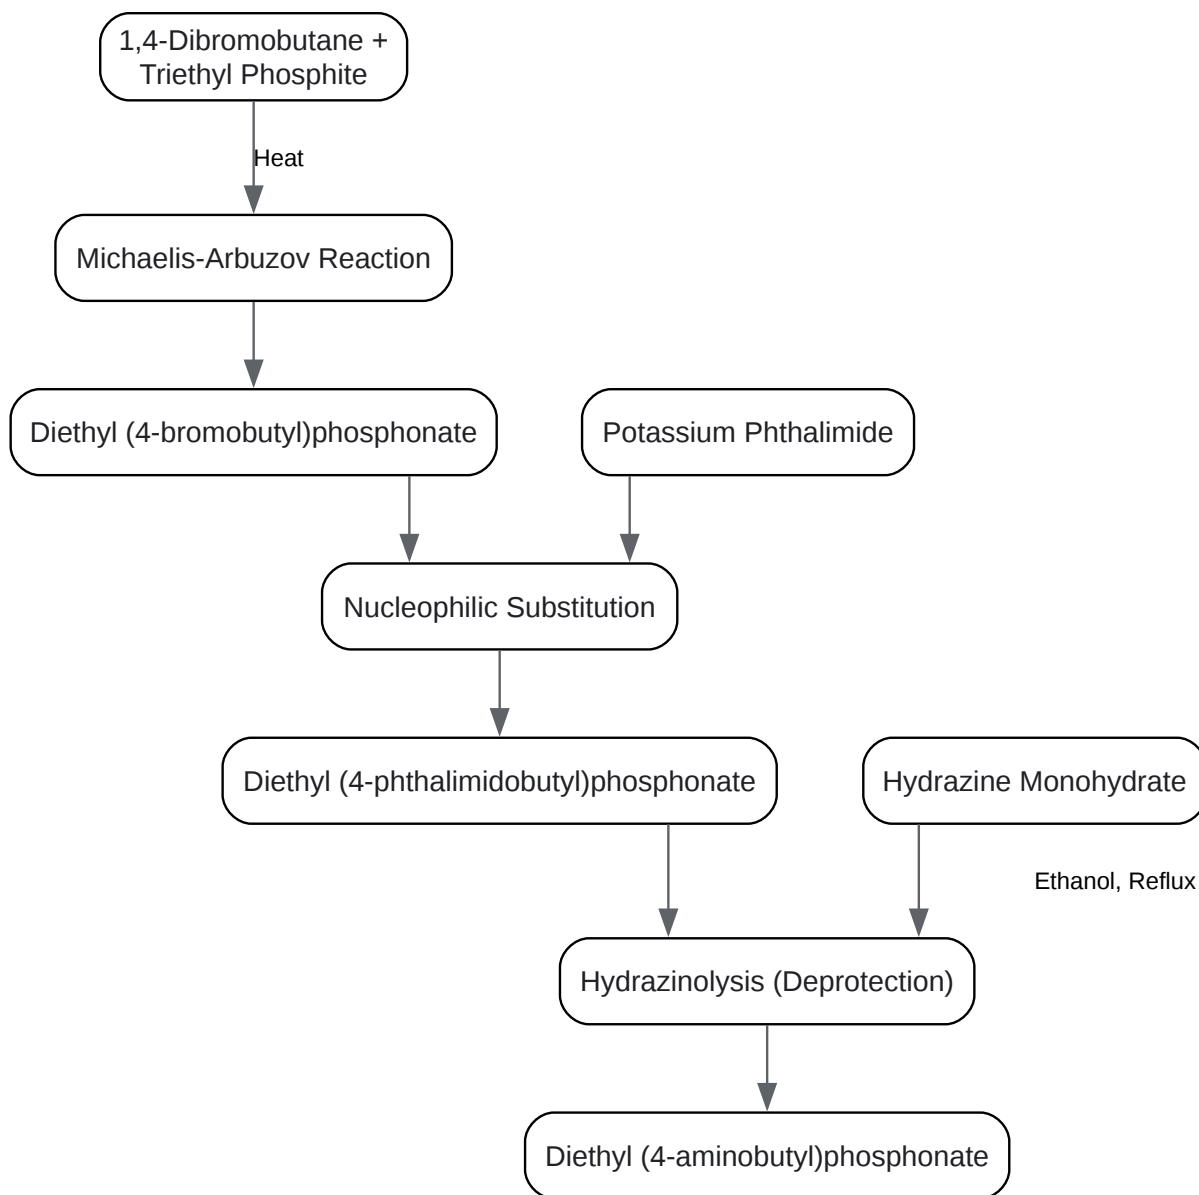 1,4-Dibromobutane +
Triethyl Phosphite
Heat
Michaelis-Arbuzov Reaction
Diethyl (4-bromobutyl)phosphonate
Potassium Phthalimide
Nucleophilic Substitution
Diethyl (4-phthalimidobutyl)phosphonate
Hydrazine Monohydrate
Ethanol, Reflux
Hydrazinolysis (Deprotection)
Diethyl (4-aminobutyl)phosphonate